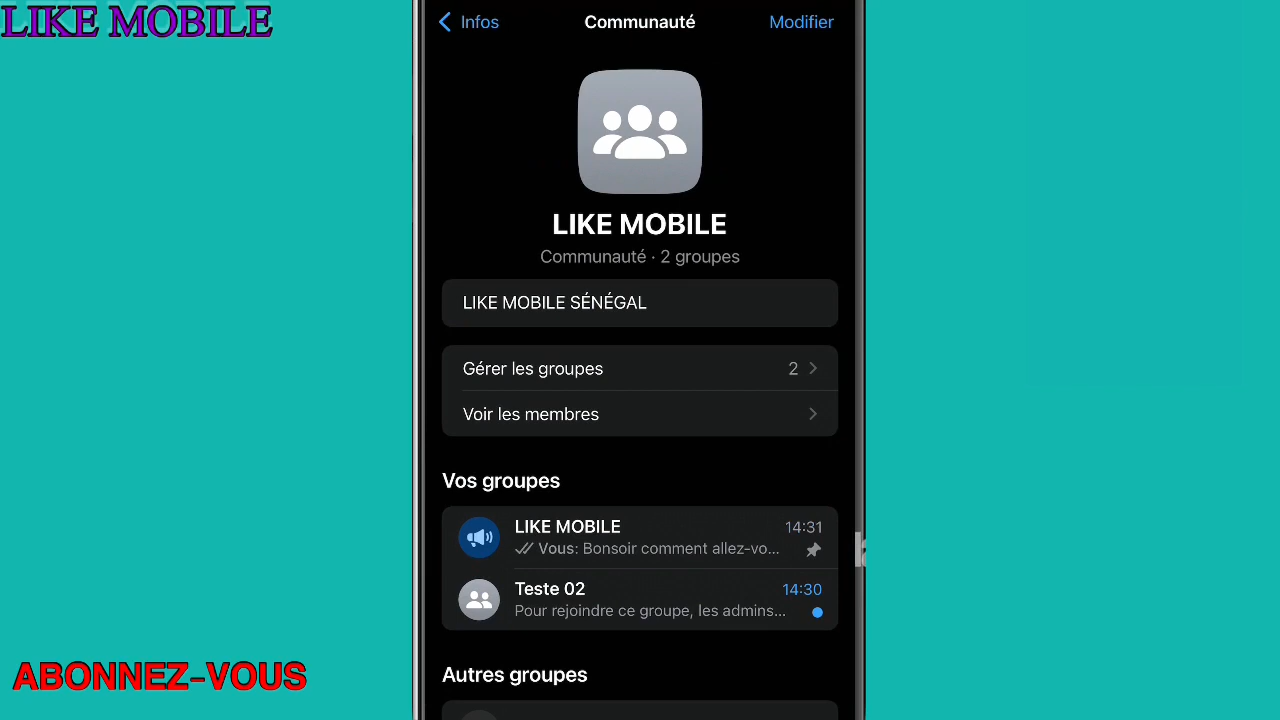 LIKE MOBILE
Infos
Communauté
Modifier
LIKE MOBILE
Communauté · 2 groupes
LIKE MOBILE SÉNÉGAL
Gérer les groupes 2
Voir les membres
Vos groupes
LIKE MOBILE 14:31
Vous: Bonsoir comment allez-vo...
Teste 02 14:30
Pour rejoindre ce groupe, les admins...
Autres groupes
ABONNEZ-VOUS